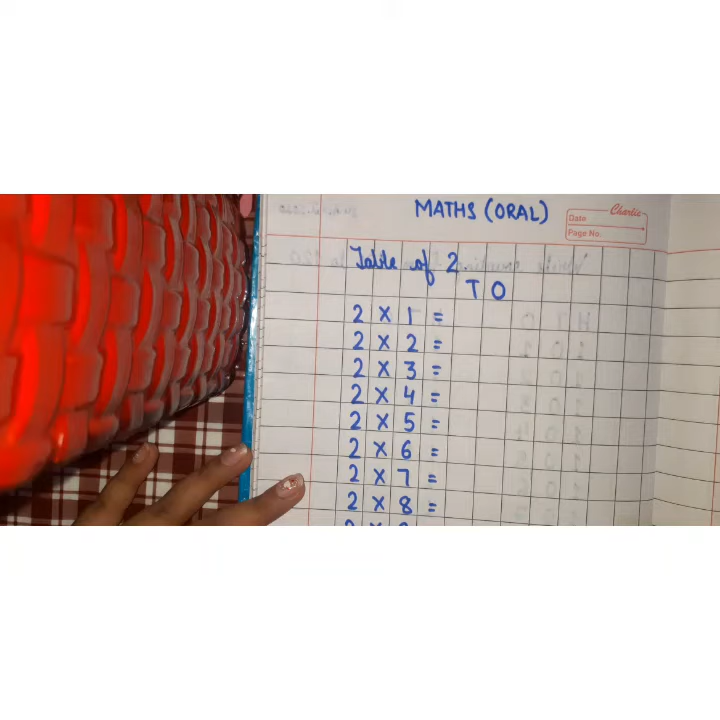 MATHS (ORAL)
Charlie
Date
Page No.
Table of 2
T O
2 × 1 =
2 × 2 =
2 × 3 =
2 × 4 =
2 × 5 =
2 × 6 =
2 × 7 =
2 × 8 =